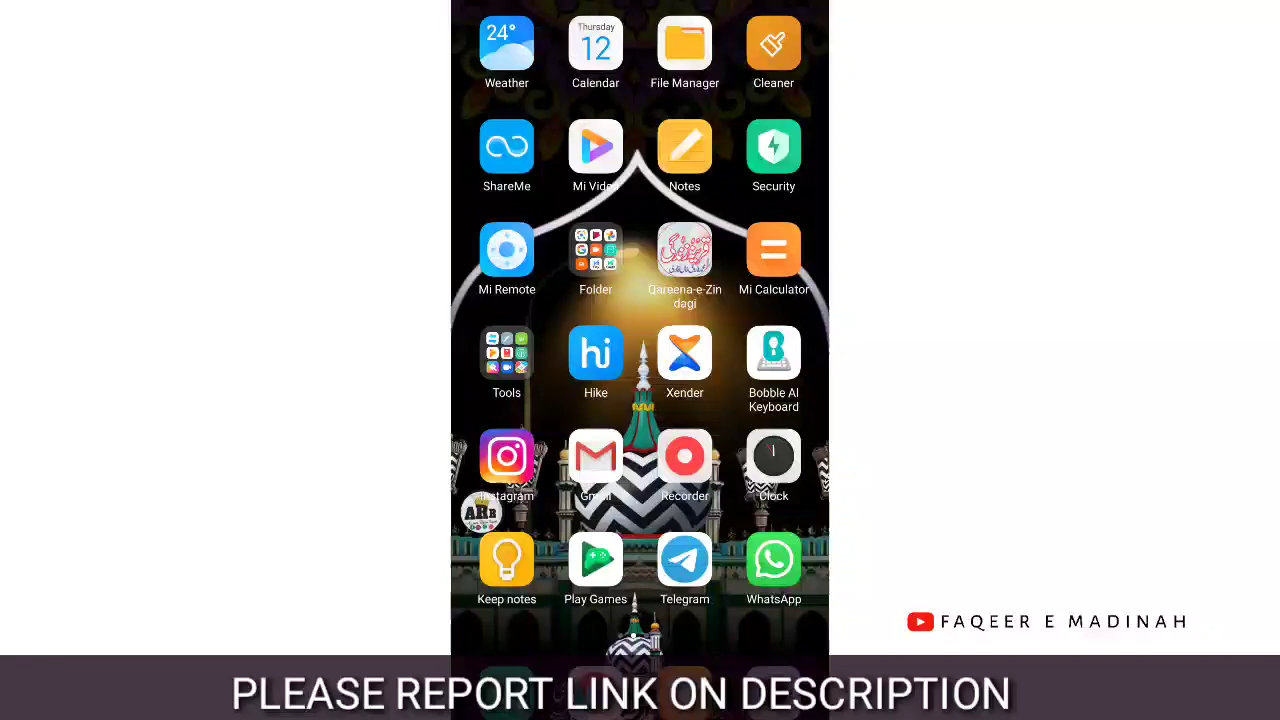 24°
Thursday
12
Weather
Calendar
File Manager
Cleaner
ShareMe
Mi Video
Notes
Security
Mi Remote
Folder
Qareena-e-Zin
dagi
Mi Calculator
hi
Tools
Hike
Xender
Bobble AI
Keyboard
Instagram
Gmail
Recorder
Clock
ARB
Keep notes
Play Games
Telegram
WhatsApp
FAQEER E MADINAH
PLEASE REPORT LINK ON DESCRIPTION